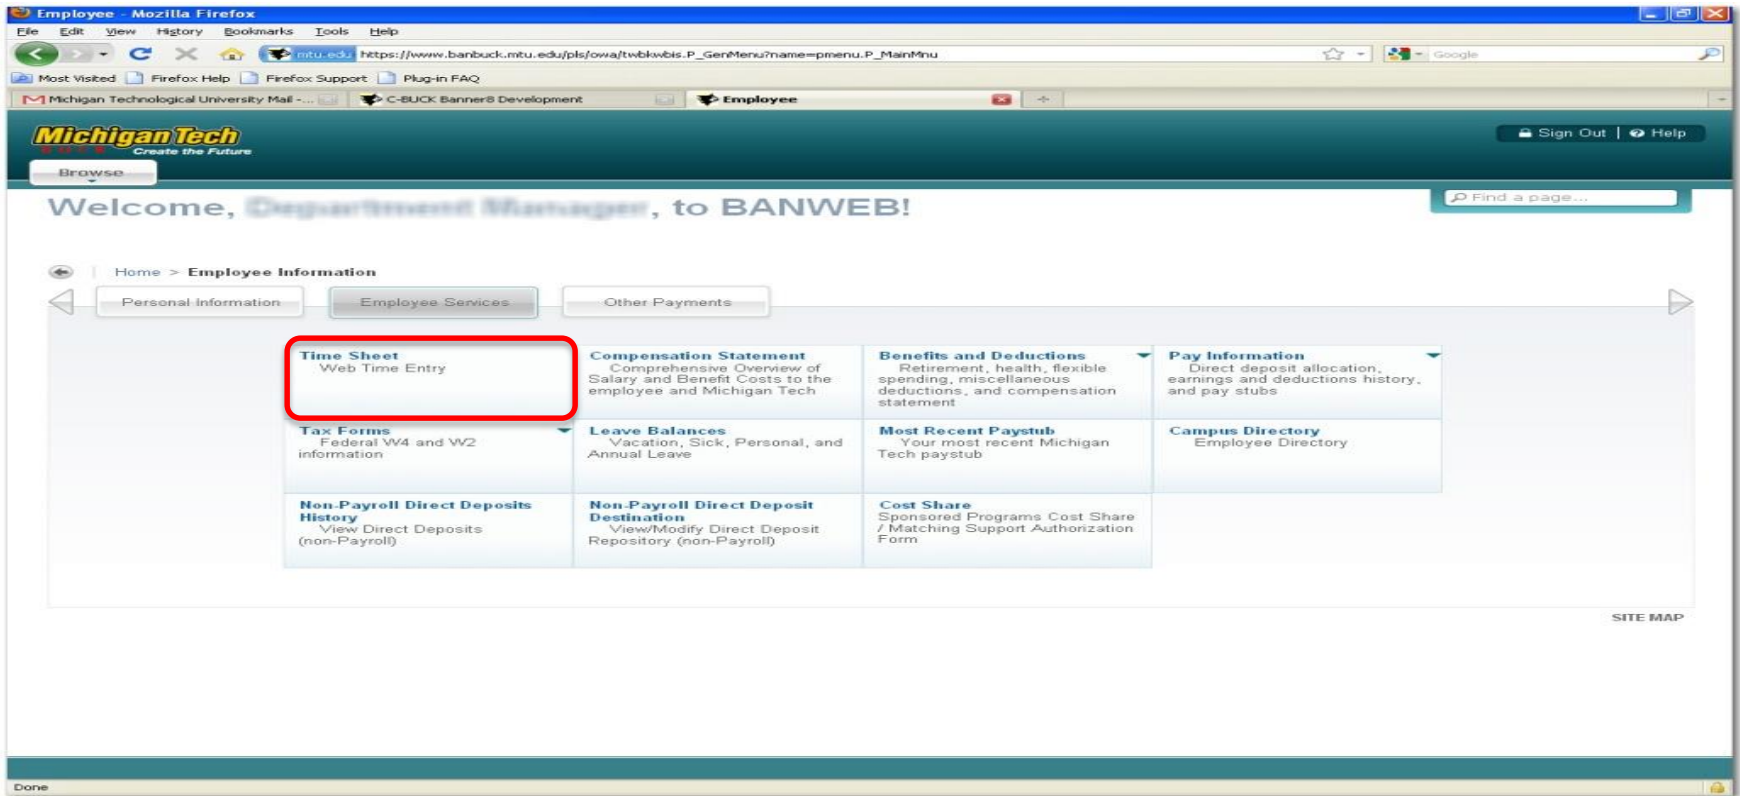 Employee - Mozilla Firefox
File Edit View History Bookmarks Tools Help
mtu.edu https://www.banbuck.mtu.edu/pls/owa/twbkwbis.P_GenMenu?name=pmenu.P_MainMnu
Google
Most Visited Firefox Help Firefox Support Plug-in FAQ
Michigan Technological University Mail -... C-BUCK Banner8 Development Employee
Michigan Tech
Create the Future
Sign Out | Help
Browse
Find a page...
Welcome, , to BANWEB!
Home > Employee Information
Personal Information Employee Services Other Payments
Time Sheet
Web Time Entry
Compensation Statement
Comprehensive Overview of
Salary and Benefit Costs to the
employee and Michigan Tech
Benefits and Deductions
Retirement, health, flexible
spending, miscellaneous
deductions, and compensation
statement
Pay Information
Direct deposit allocation,
earnings and deductions history,
and pay stubs
Tax Forms
Federal W4 and W2
information
Leave Balances
Vacation, Sick, Personal, and
Annual Leave
Most Recent Paystub
Your most recent Michigan
Tech paystub
Campus Directory
Employee Directory
Non-Payroll Direct Deposits
History
View Direct Deposits
(non-Payroll)
Non-Payroll Direct Deposit
Destination
View/Modify Direct Deposit
Repository (non-Payroll)
Cost Share
Sponsored Programs Cost Share
/ Matching Support Authorization
Form
SITE MAP
Done